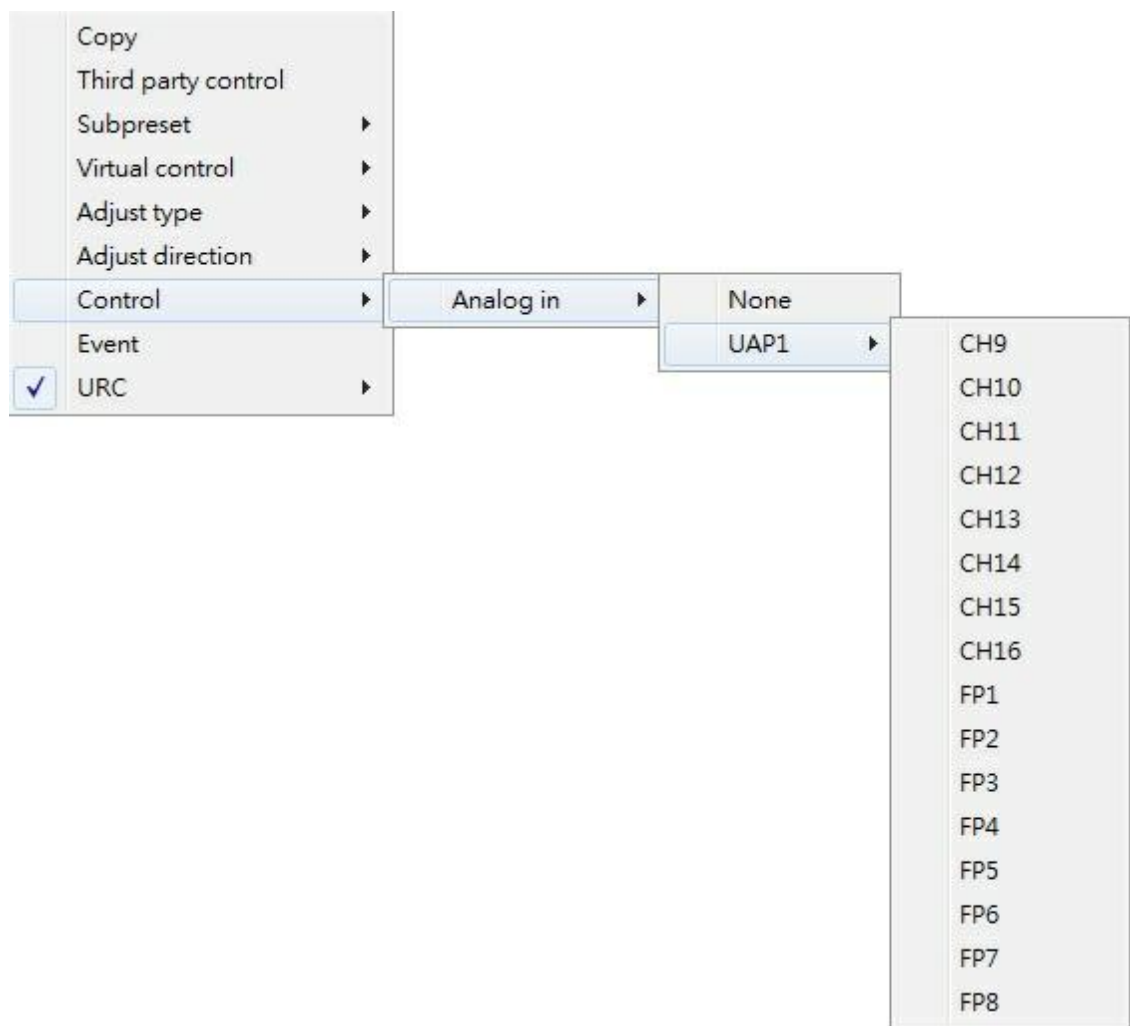 Copy
Third party control
Subpreset
Virtual control
Adjust type
Adjust direction
Control
Event
URC
Analog in
None
UAP1
CH9
CH10
CH11
CH12
CH13
CH14
CH15
CH16
FP1
FP2
FP3
FP4
FP5
FP6
FP7
FP8